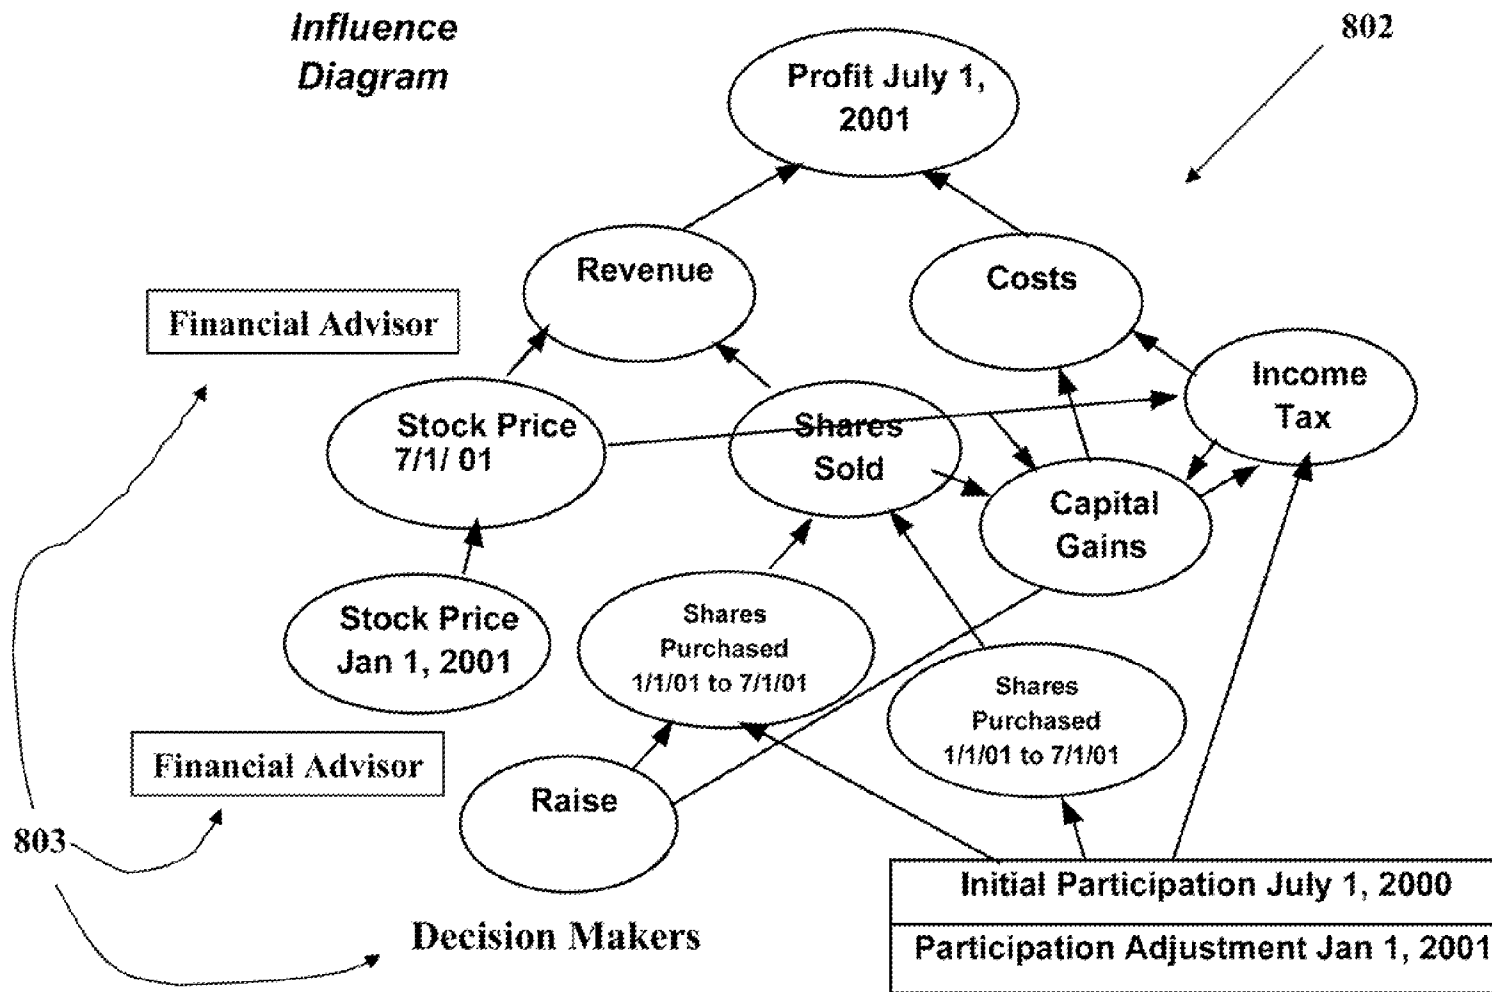 Influence
Diagram
802
Profit July 1,
2001
Revenue
Costs
Financial Advisor
Income
Tax
Stock Price
7/1/ 01
Shares
Sold
Capital
Gains
Stock Price
Jan 1, 2001
Shares
Purchased
1/1/01 to 7/1/01
Shares
Purchased
1/1/01 to 7/1/01
Financial Advisor
Raise
803
Initial Participation July 1, 2000
Decision Makers
Participation Adjustment Jan 1, 2001